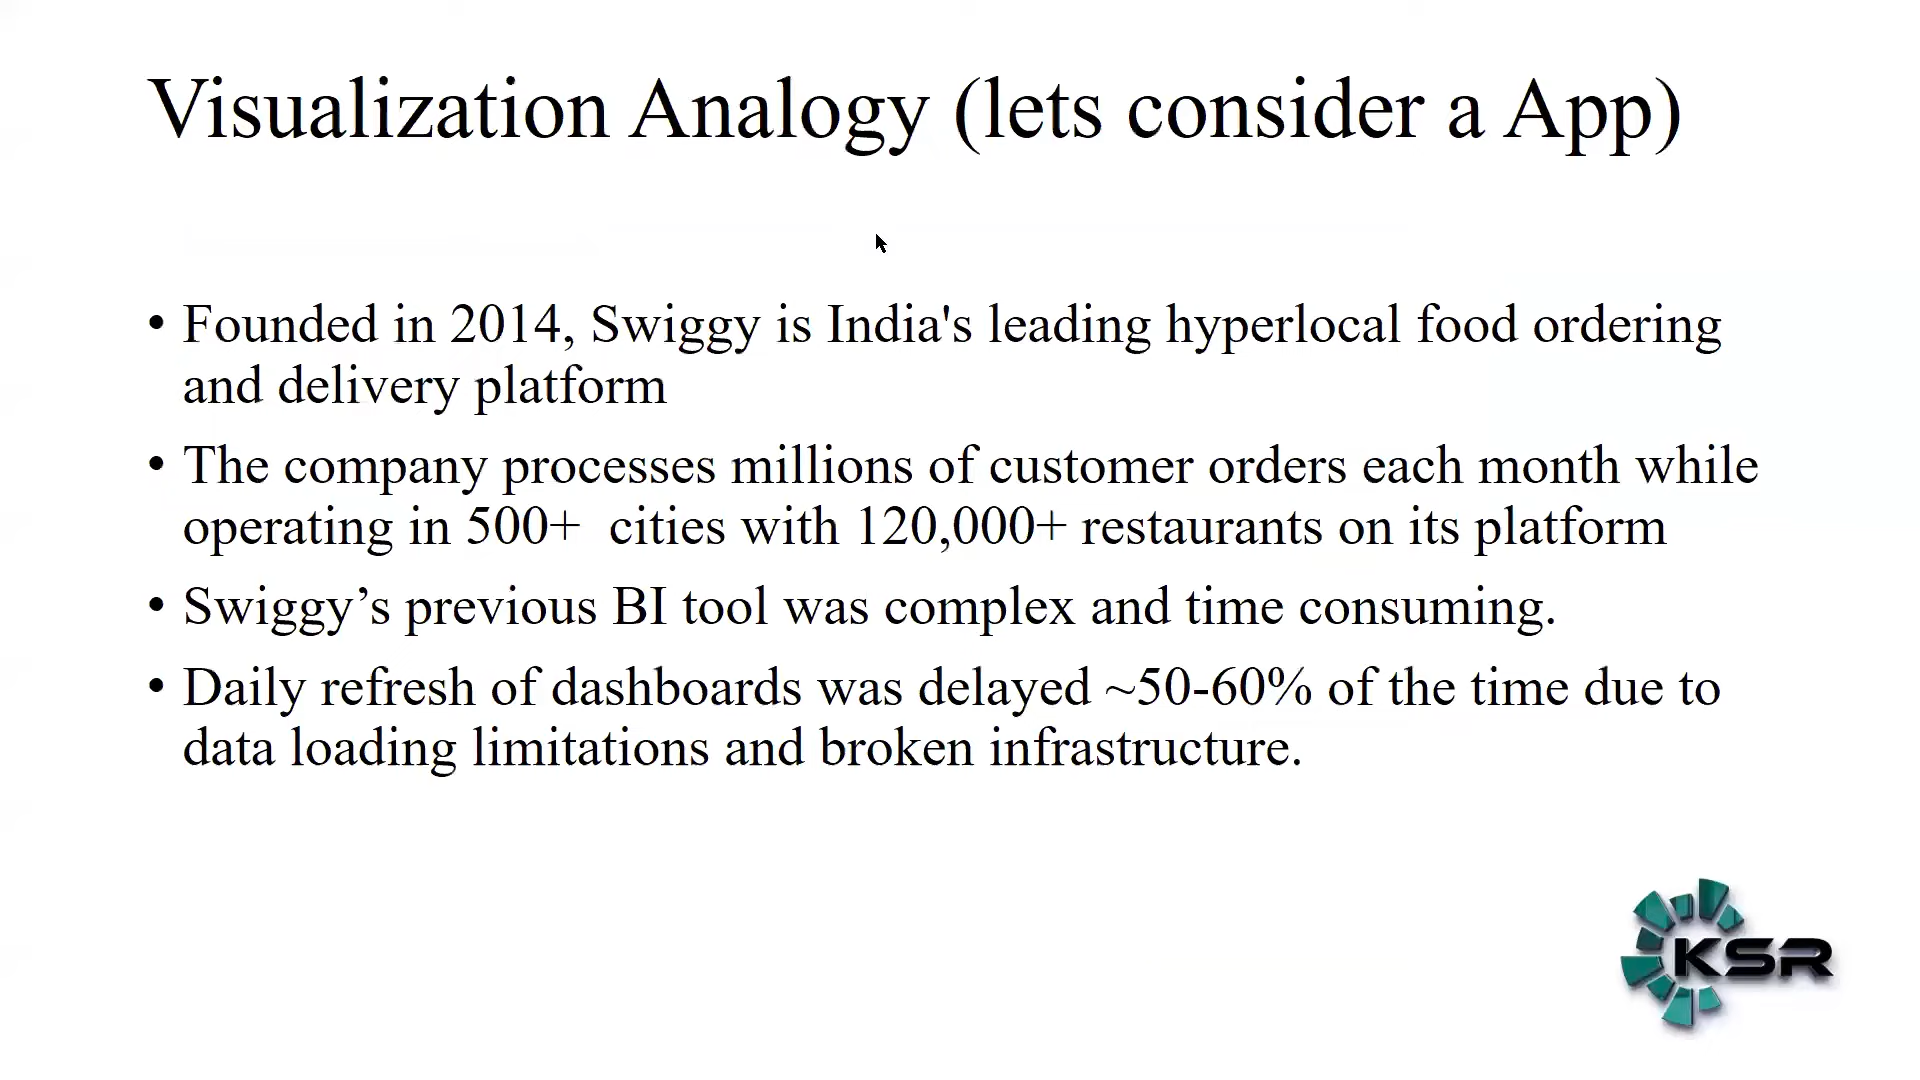 Visualization Analogy (lets consider a App)
• Founded in 2014, Swiggy is India's leading hyperlocal food ordering
and delivery platform
• The company processes millions of customer orders each month while
operating in 500+  cities with 120,000+ restaurants on its platform
• Swiggy’s previous BI tool was complex and time consuming.
• Daily refresh of dashboards was delayed ~50-60% of the time due to
data loading limitations and broken infrastructure.
KSR